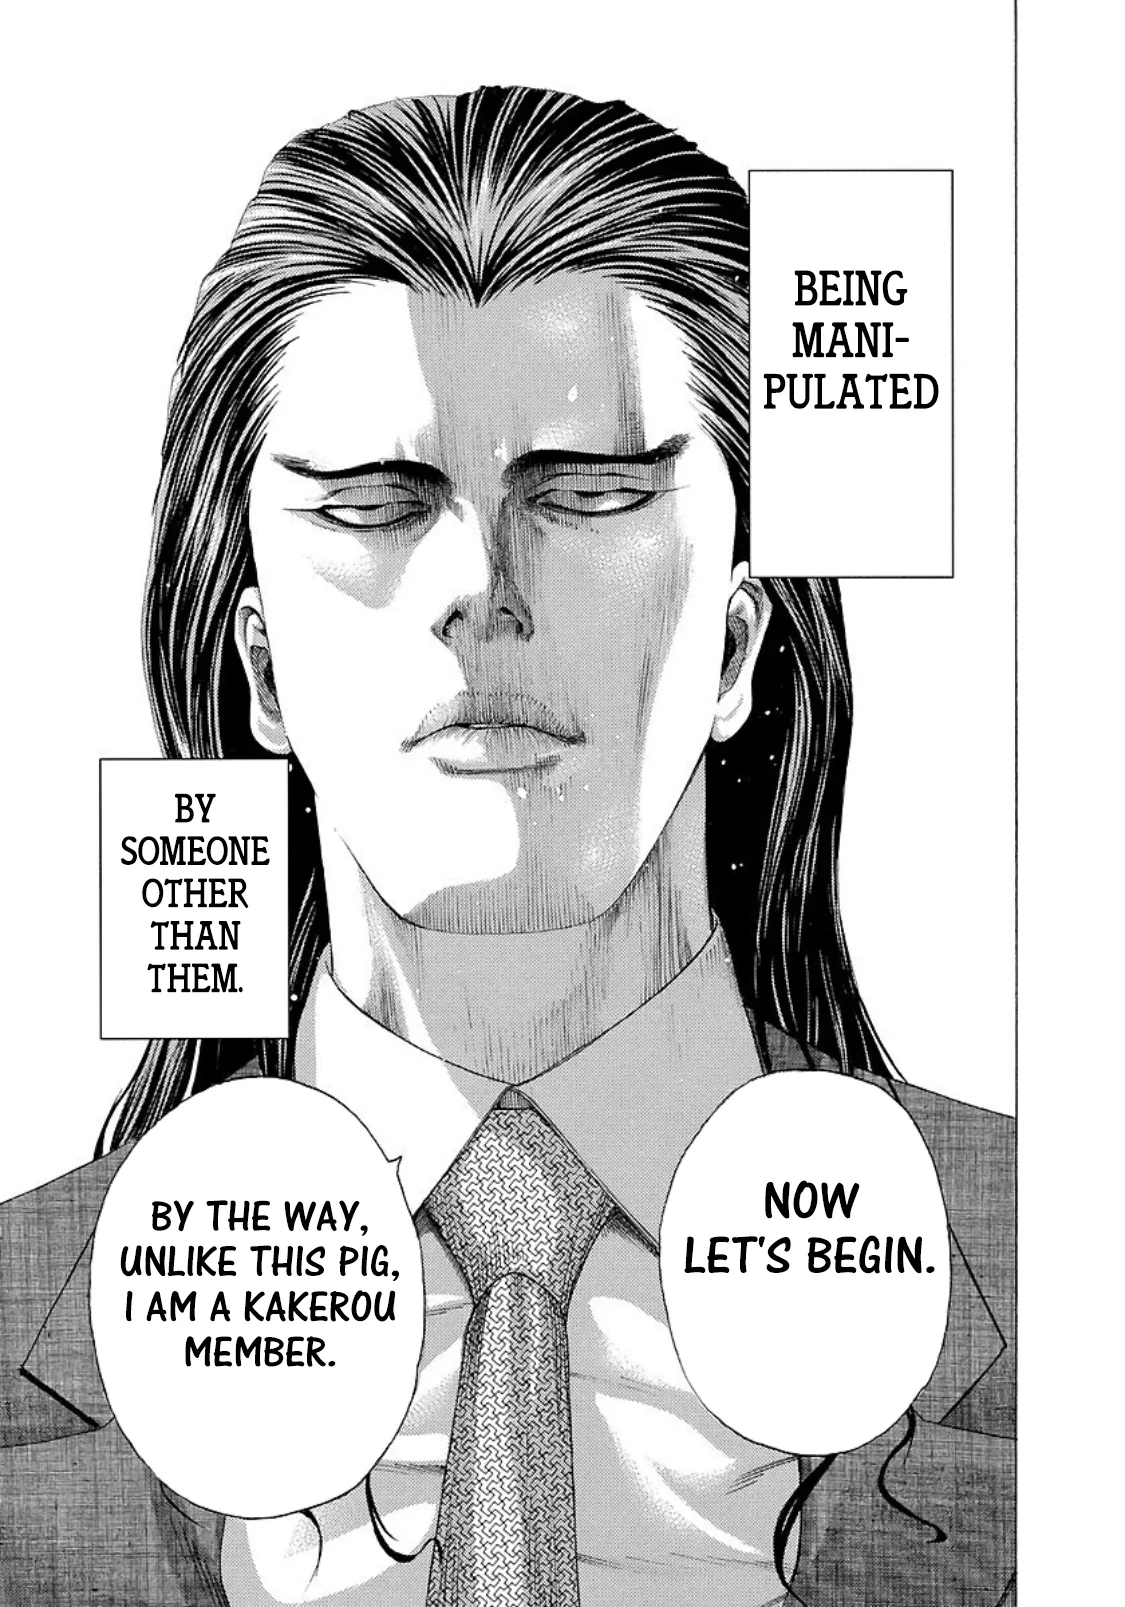 BEING
MANI-
PULATED
BY
SOMEONE
OTHER
THAN
THEM.
NOW
LET'S BEGIN.
BY THE WAY,
UNLIKE THIS PIG,
I AM A KAKEROU
MEMBER.